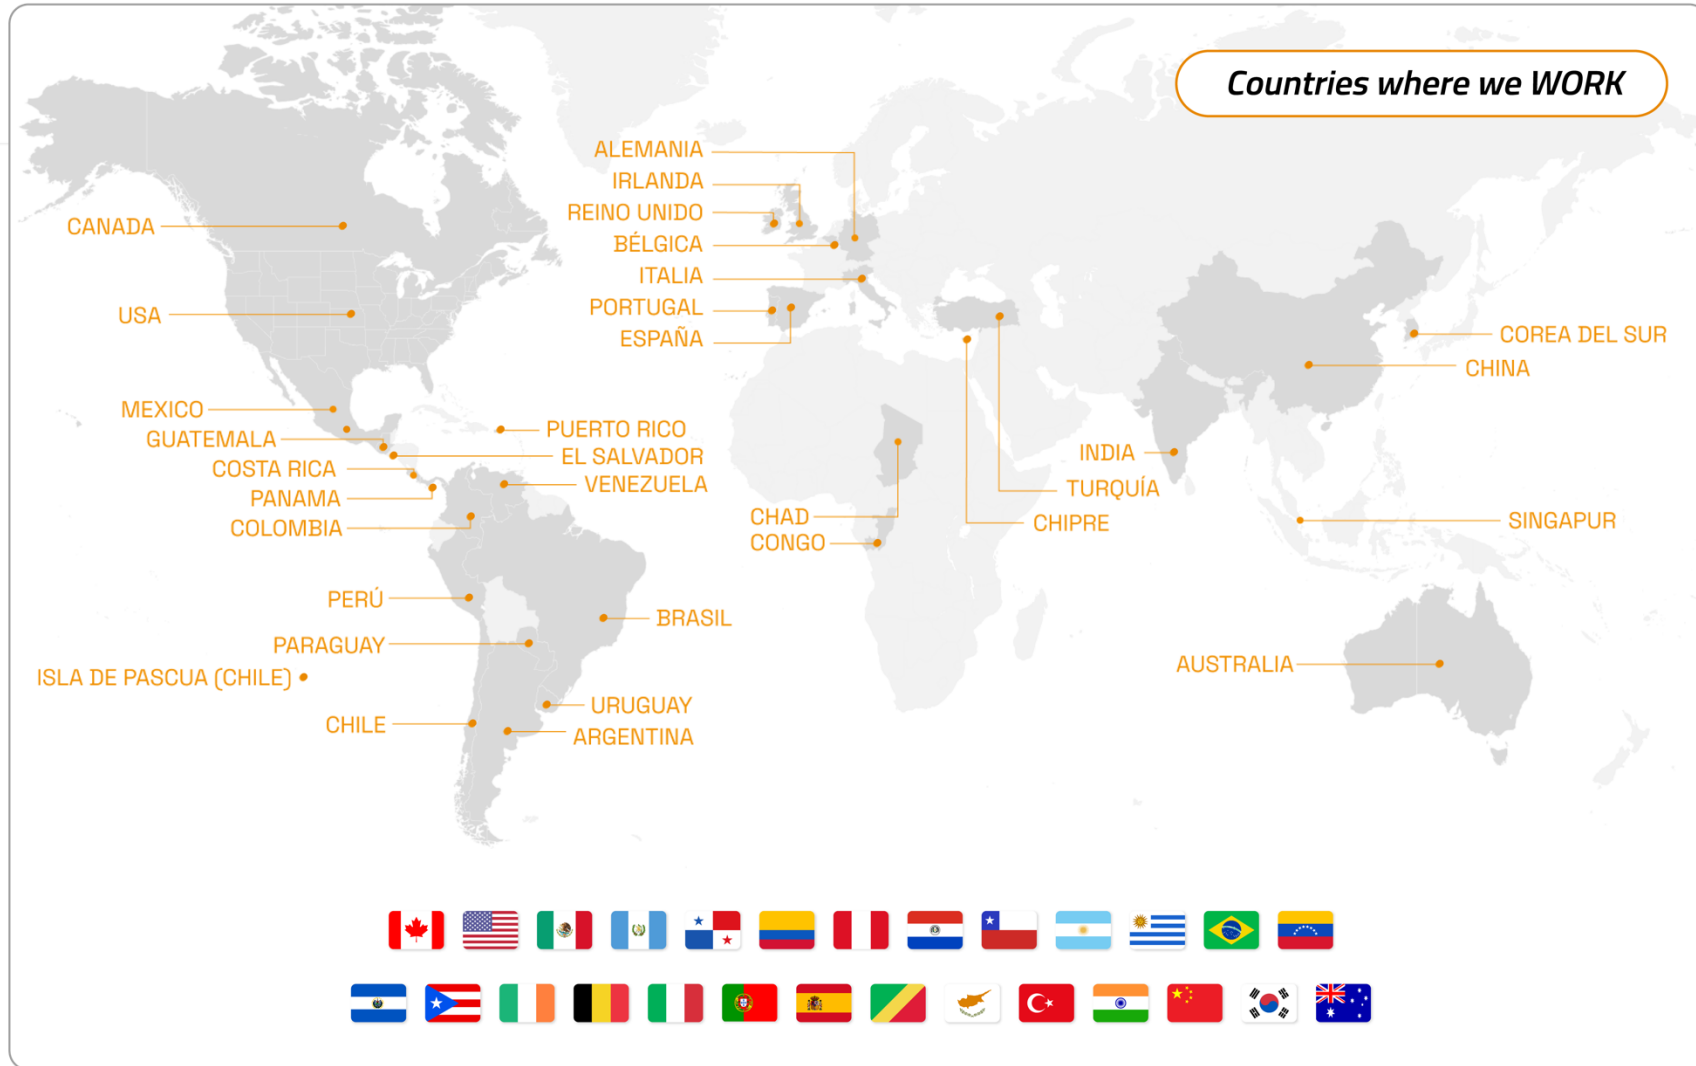 Countries where we WORK
ALEMANIA
IRLANDA
REINO UNIDO
BÉLGICA
ITALIA
PORTUGAL
ESPAÑA
CANADA
USA
MEXICO
GUATEMALA
COSTA RICA
PANAMA
COLOMBIA
PUERTO RICO
EL SALVADOR
VENEZUELA
PERÚ
PARAGUAY
ISLA DE PASCUA (CHILE)
CHILE
BRASIL
URUGUAY
ARGENTINA
CHAD
CONGO
INDIA
TURQUÍA
CHIPRE
COREA DEL SUR
CHINA
SINGAPUR
AUSTRALIA